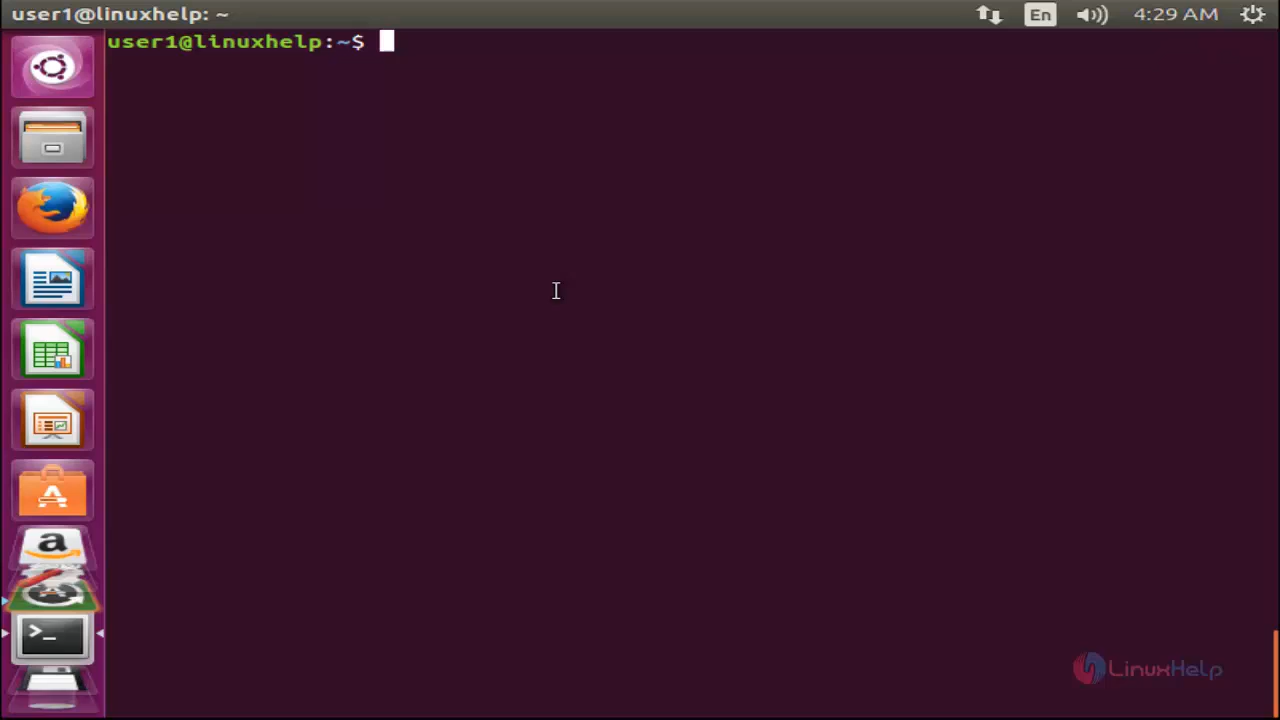 user1@linuxhelp: ~
En
4:29 AM
user1@linuxhelp:~$
A
a
A
>_
LinuxHelp